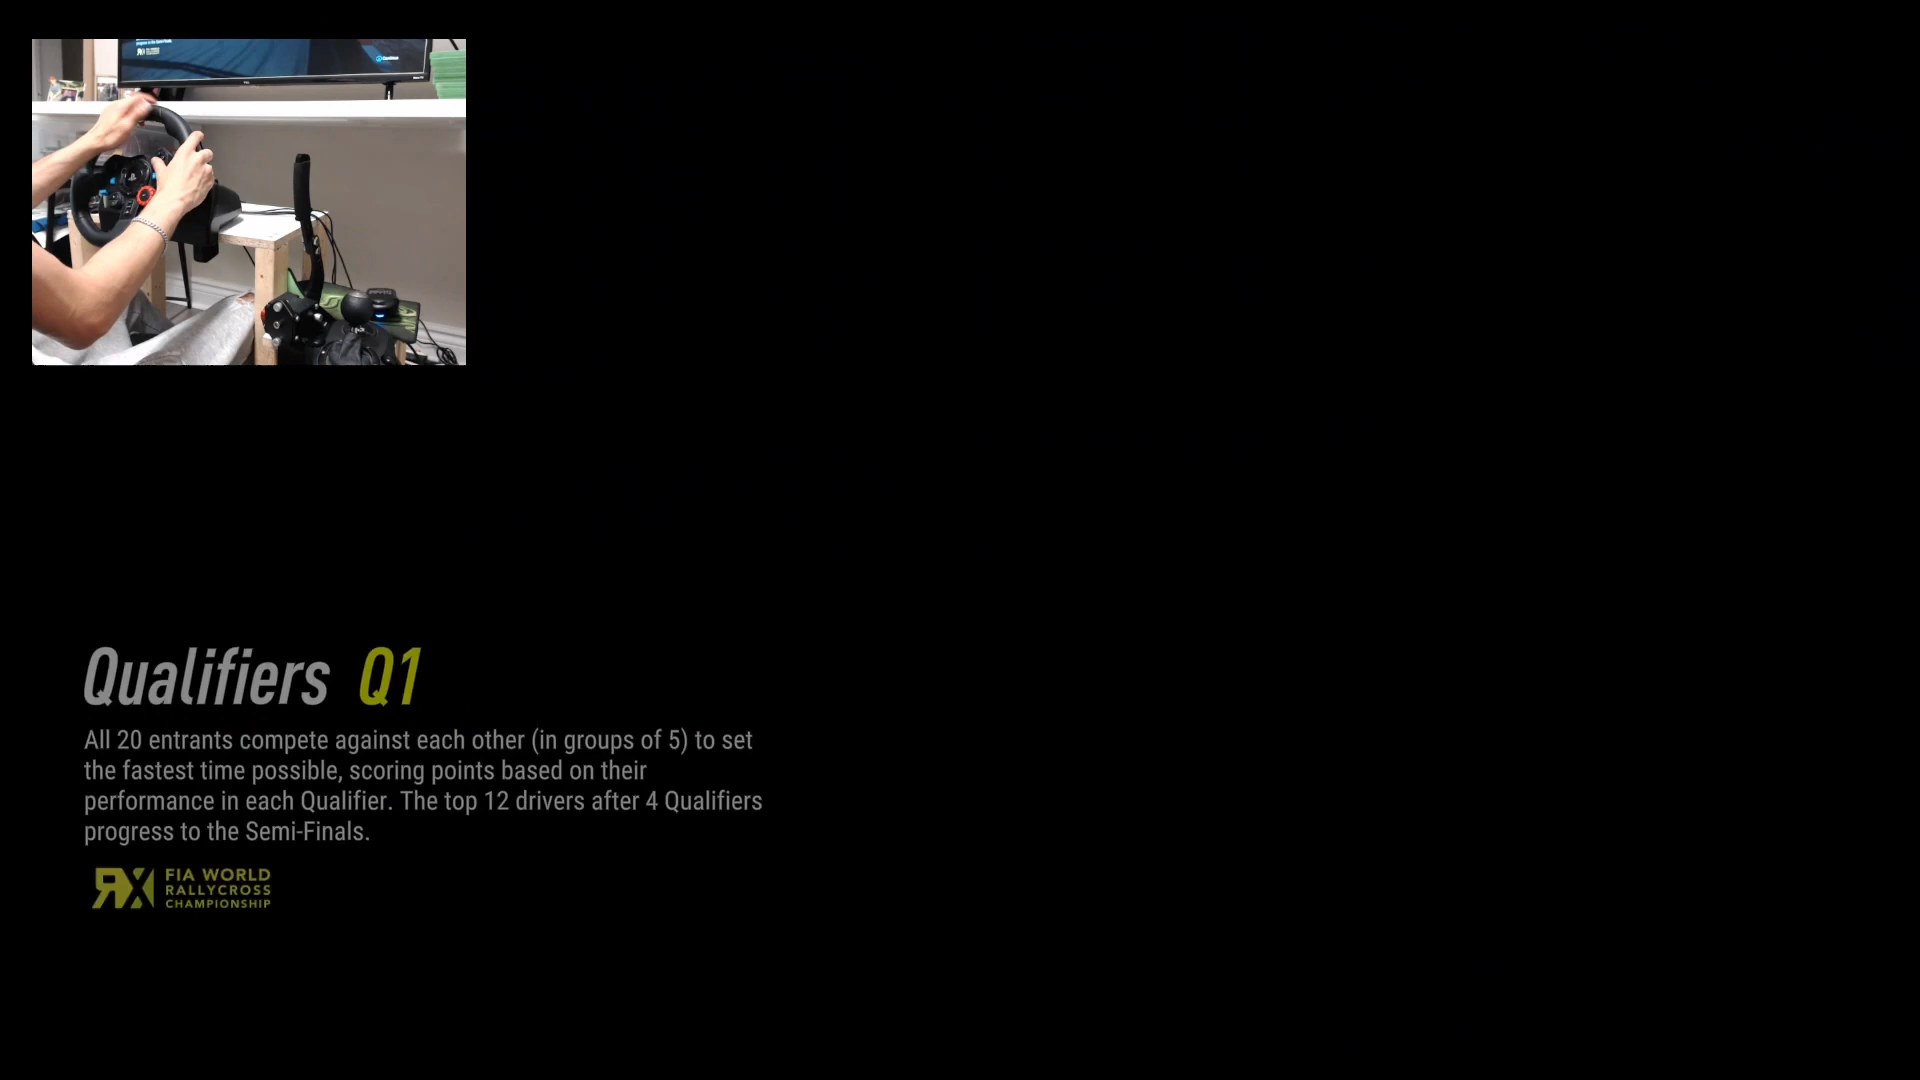 Qualifiers Q1
All 20 entrants compete against each other (in groups of 5) to set
the fastest time possible, scoring points based on their
performance in each Qualifier. The top 12 drivers after 4 Qualifiers
progress to the Semi-Finals.
RX FIA WORLD
RALLYCROSS
CHAMPIONSHIP